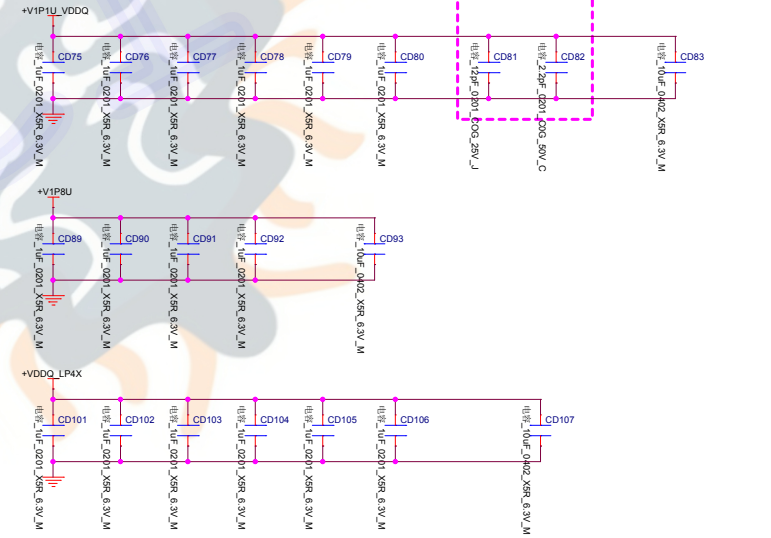 +V1P1U_VDDQ
CD75
CD76
CD77
CD78
CD79
CD80
CD81
CD82
CD83
电容_1uF_0201_X5R_6.3V_M
电容_1uF_0201_X5R_6.3V_M
电容_1uF_0201_X5R_6.3V_M
电容_1uF_0201_X5R_6.3V_M
电容_1uF_0201_X5R_6.3V_M
电容_1uF_0201_X5R_6.3V_M
电容_12pF_0201_COG_25V_J
电容_2.2pF_0201_C0G_50V_C
电容_10uF_0402_X5R_6.3V_M
+V1P8U
CD89
CD90
CD91
CD92
CD93
电容_1uF_0201_X5R_6.3V_M
电容_1uF_0201_X5R_6.3V_M
电容_1uF_0201_X5R_6.3V_M
电容_1uF_0201_X5R_6.3V_M
电容_10uF_0402_X5R_6.3V_M
+VDDQ_LP4X
CD101
CD102
CD103
CD104
CD105
CD106
CD107
电容_1uF_0201_X5R_6.3V_M
电容_1uF_0201_X5R_6.3V_M
电容_1uF_0201_X5R_6.3V_M
电容_1uF_0201_X5R_6.3V_M
电容_1uF_0201_X5R_6.3V_M
电容_1uF_0201_X5R_6.3V_M
电容_10uF_0402_X5R_6.3V_M